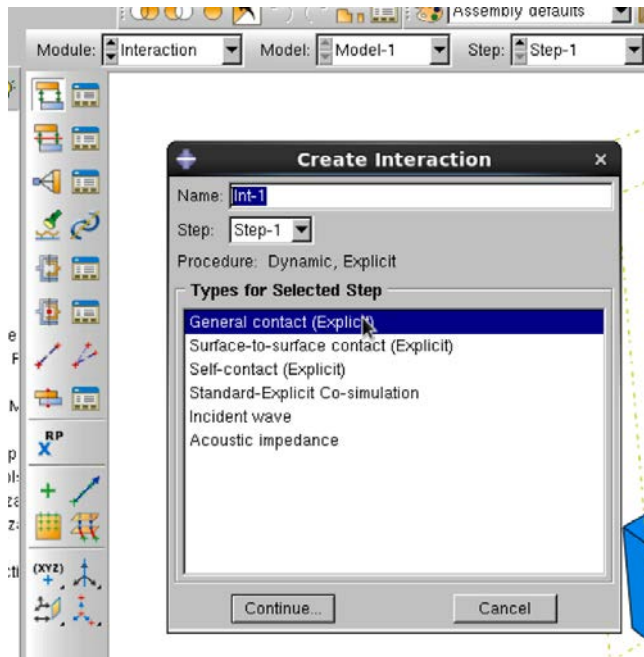 Assembly defaults
Module: Interaction Model: Model-1 Step: Step-1
Create Interaction
Name: Int-1
Step: Step-1
Procedure: Dynamic, Explicit
Types for Selected Step
General contact (Explicit)
Surface-to-surface contact (Explicit)
Self-contact (Explicit)
Standard-Explicit Co-simulation
Incident wave
Acoustic impedance
Continue... Cancel
RP
(XYZ)